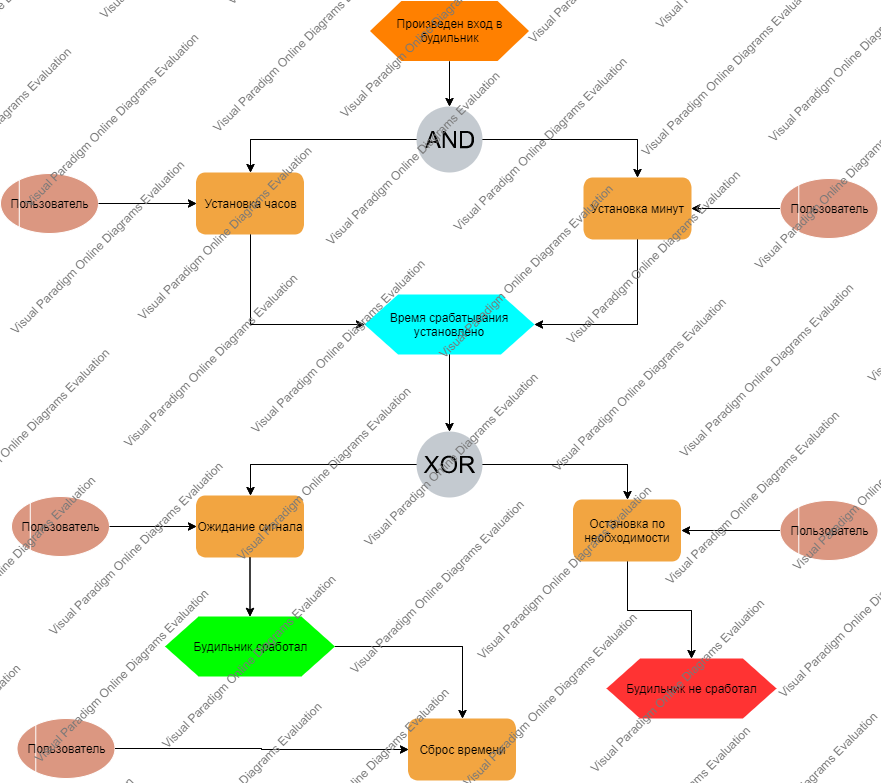 Произведен вход в
будильник
AND
Пользователь
Установка часов
Установка минут
Пользователь
Время срабатывания
установлено
XOR
Пользователь
Ожидание сигнала
Остановка по
необходимости
Пользователь
Будильник сработал
Будильник не сработал
Пользователь
Сброс времени
Visual Paradigm Online Diagrams Evaluation